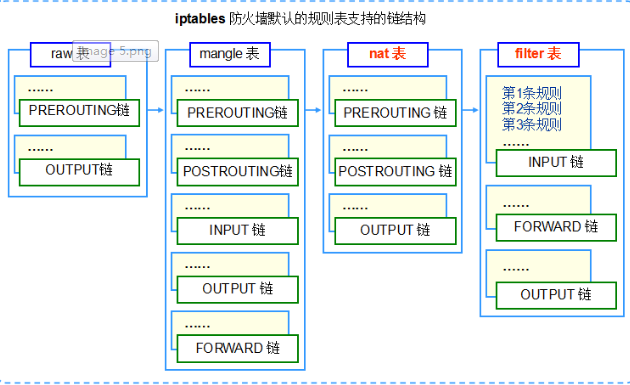 iptables 防火墙默认的规则表支持的链结构
raw 表
Image 5.png
......
PREROUTING链
......
OUTPUT链
mangle 表
......
PREROUTING链
......
POSTROUTING链
......
INPUT 链
......
OUTPUT 链
......
FORWARD 链
nat 表
......
PREROUTING 链
......
POSTROUTING 链
......
OUTPUT 链
filter 表
第1条规则
第2条规则
第3条规则
......
INPUT 链
......
FORWARD 链
......
OUTPUT 链